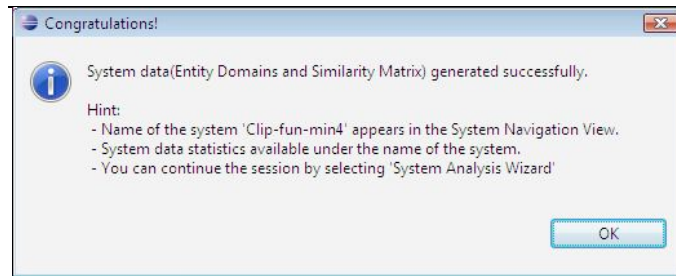 Congratulations!
System data(Entity Domains and Similarity Matrix) generated successfully.
Hint:
- Name of the system 'Clip-fun-min4' appears in the System Navigation View.
- System data statistics available under the name of the system.
- You can continue the session by selecting 'System Analysis Wizard'
OK